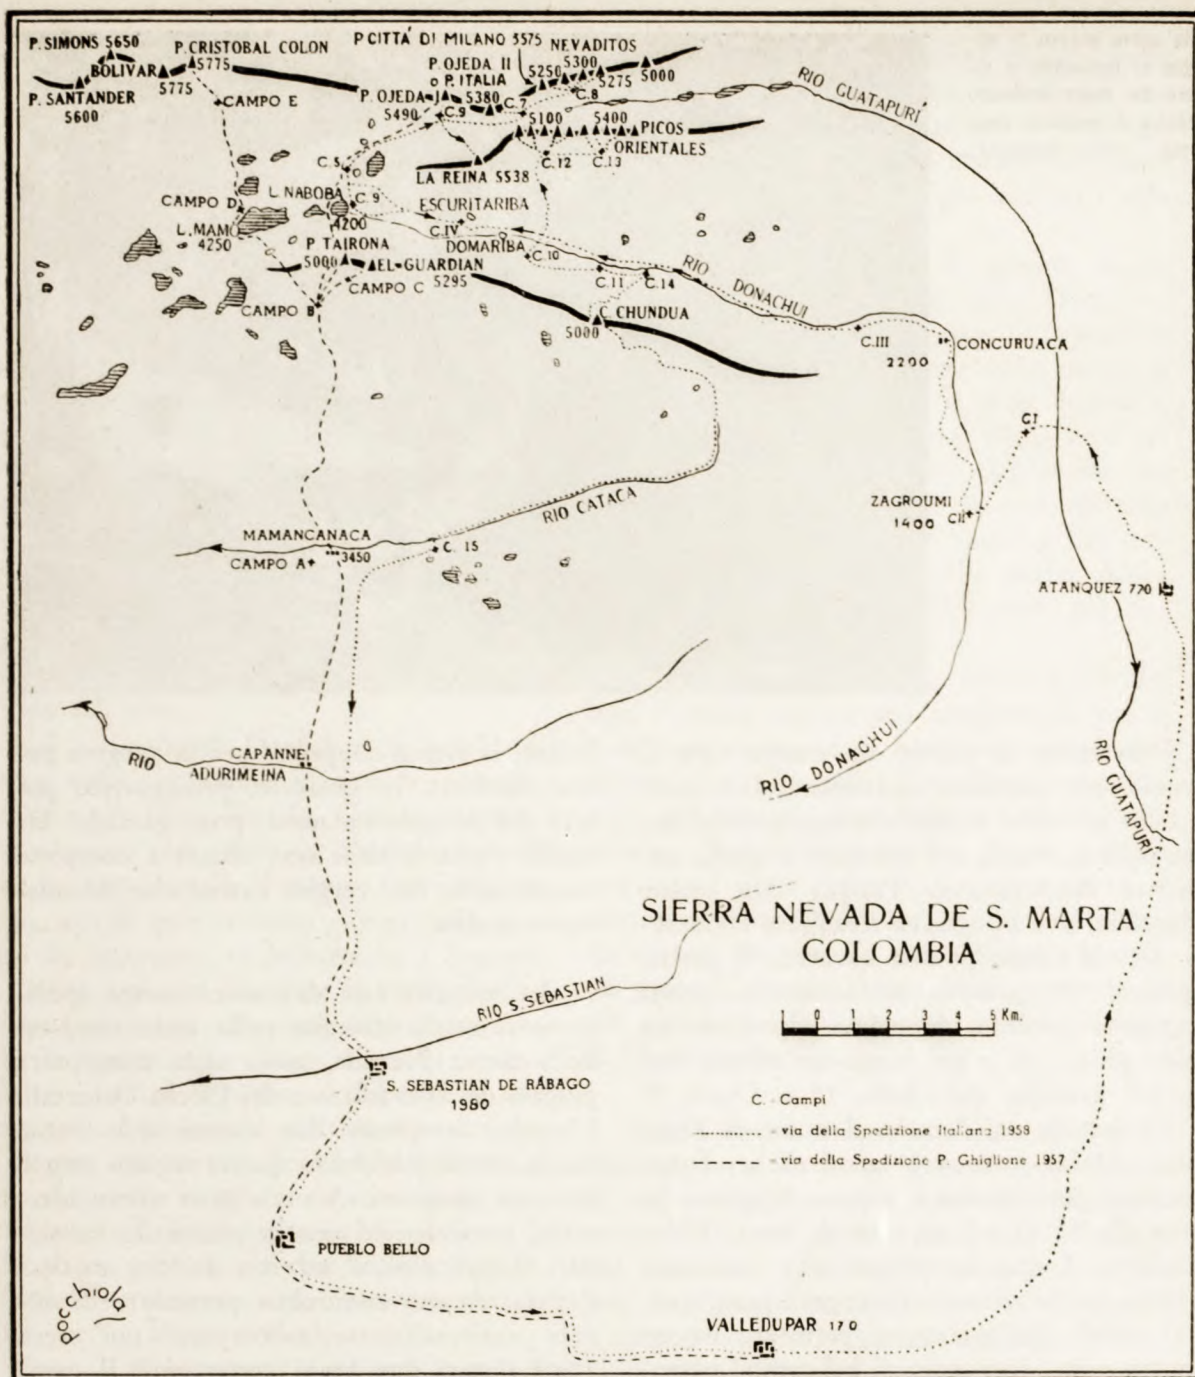 P. SIMONS 5650
BOLIVAR
5775
P. SANTANDER
5600
P. CRISTOBAL COLON
5775
CAMPO E
P. CITTÁ DI MILANO 5575
NEVADITOS
P. OJEDA II
P. ITALIA
P. OJEDA I
5490
5380
5250
5300
5275
5000
C.7
C.8
C.9
5100
5400
PICOS
ORIENTALES
C.12
C.13
LA REINA 5538
RIO GUATAPURÍ
C.5
L. NABOBA
C.9
4200
CAMPO D
L. MAMO
4250
ESCURITARIBA
C.IV
DOMARIBA
C.10
C.11
C.14
P TAIRONA
5000
EL-GUARDIAN
5295
CAMPO C
CAMPO B
RIO DONACHUI
C. CHUNDUA
5000
C.III
CONCURUACA
2200
C.I
ZAGROUMI
1400
C.II
RIO CATACA
MAMANCANACA
3450
CAMPO A
C. 15
ATANQUEZ 770
RIO ADURIMEINA
CAPANNE
RIO DONACHUI
RIO GUATAPURÍ
SIERRA NEVADA DE S. MARTA
COLOMBIA
1 0 1 2 3 4 5 Km.
RIO S. SEBASTIAN
S. SEBASTIAN DE RÁBAGO
1980
C. Campi
- via della Spedizione Italiana 1958
- via della Spedizione P. Ghiglione 1957
PUEBLO BELLO
VALLEDUPAR 170
pocchiola